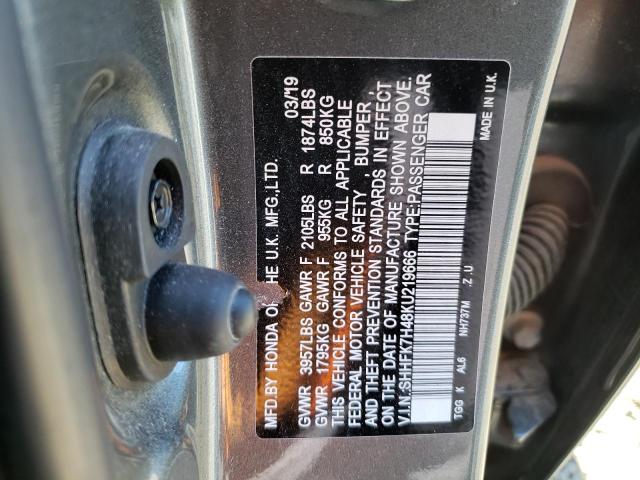 MFD.BY HONDA OF THE U.K. MFG.,LTD. 03/19
GVWR 3957LBS GAWR F 2105LBS R 1874LBS
GVWR 1795KG GAWR F 955KG R 850KG
THIS VEHICLE CONFORMS TO ALL APPLICABLE
FEDERAL MOTOR VEHICLE SAFETY , BUMPER ,
AND THEFT PREVENTION STANDARDS IN EFFECT
ON THE DATE OF MANUFACTURE SHOWN ABOVE.
V.I.N.:SHHFK7H48KU219666 TYPE:PASSENGER CAR
TGG K AL6 NH737M .Z .U MADE IN U.K.